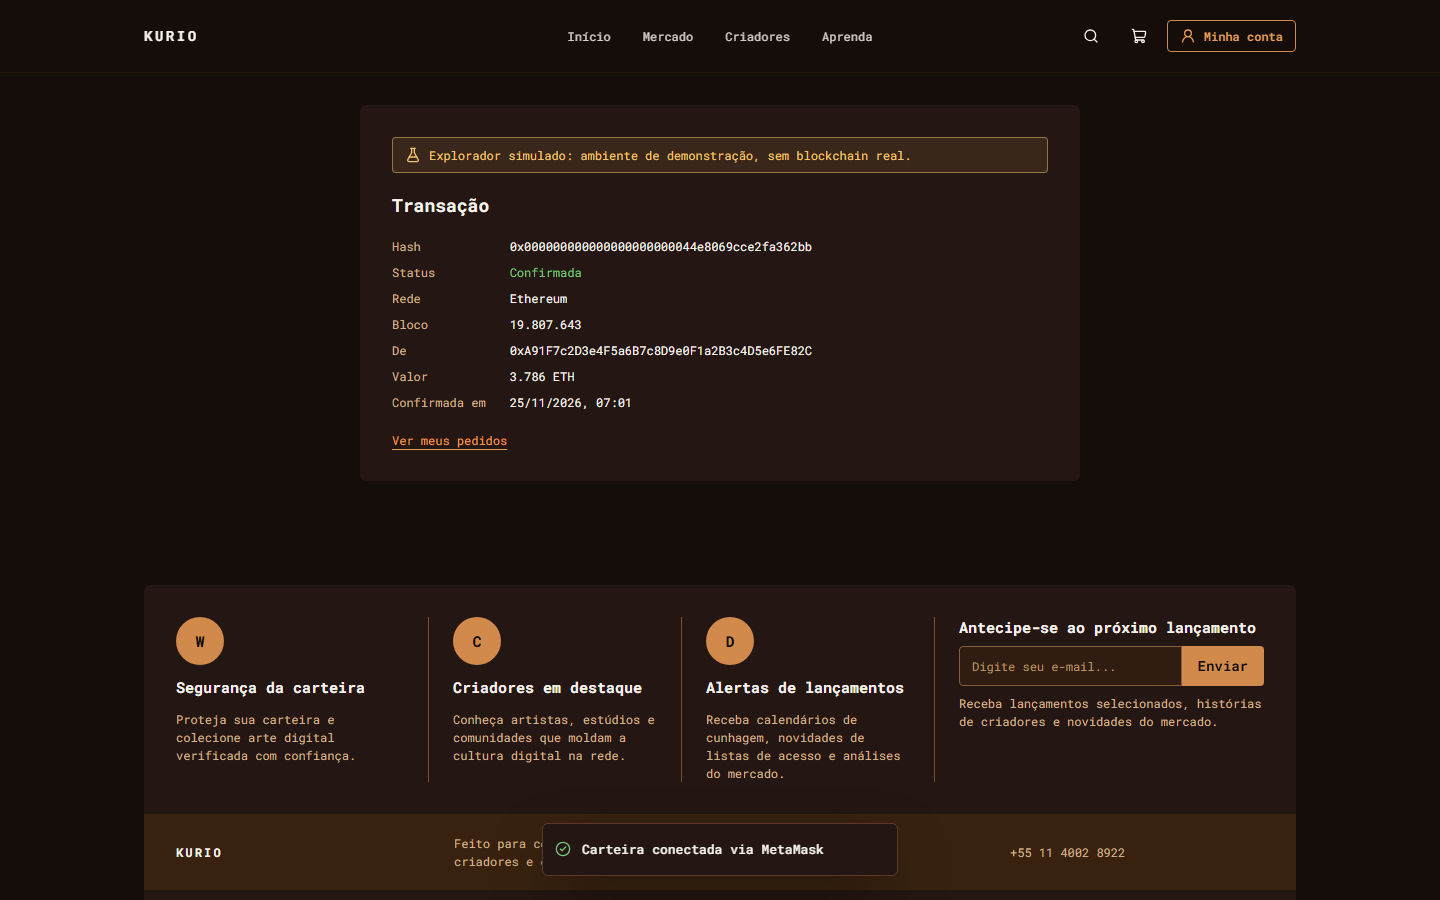 KURIO
Início
Mercado
Criadores
Aprenda
Minha conta
Explorador simulado: ambiente de demonstração, sem blockchain real.
Transação
Hash 0x000000000000000000000044e8069cce2fa362bb
Status Confirmada
Rede Ethereum
Bloco 19.807.643
De 0xA91F7c2D3e4F5a6B7c8D9e0F1a2B3c4D5e6FE82C
Valor 3.786 ETH
Confirmada em 25/11/2026, 07:01
Ver meus pedidos
W
Segurança da carteira
Proteja sua carteira e
colecione arte digital
verificada com confiança.
C
Criadores em destaque
Conheça artistas, estúdios e
comunidades que moldam a
cultura digital na rede.
D
Alertas de lançamentos
Receba calendários de
cunhagem, novidades de
listas de acesso e análises
do mercado.
Antecipe-se ao próximo lançamento
Digite seu e-mail...
Enviar
Receba lançamentos selecionados, histórias
de criadores e novidades do mercado.
KURIO
Feito para
criadores e
Carteira conectada via MetaMask
+55 11 4002 8922